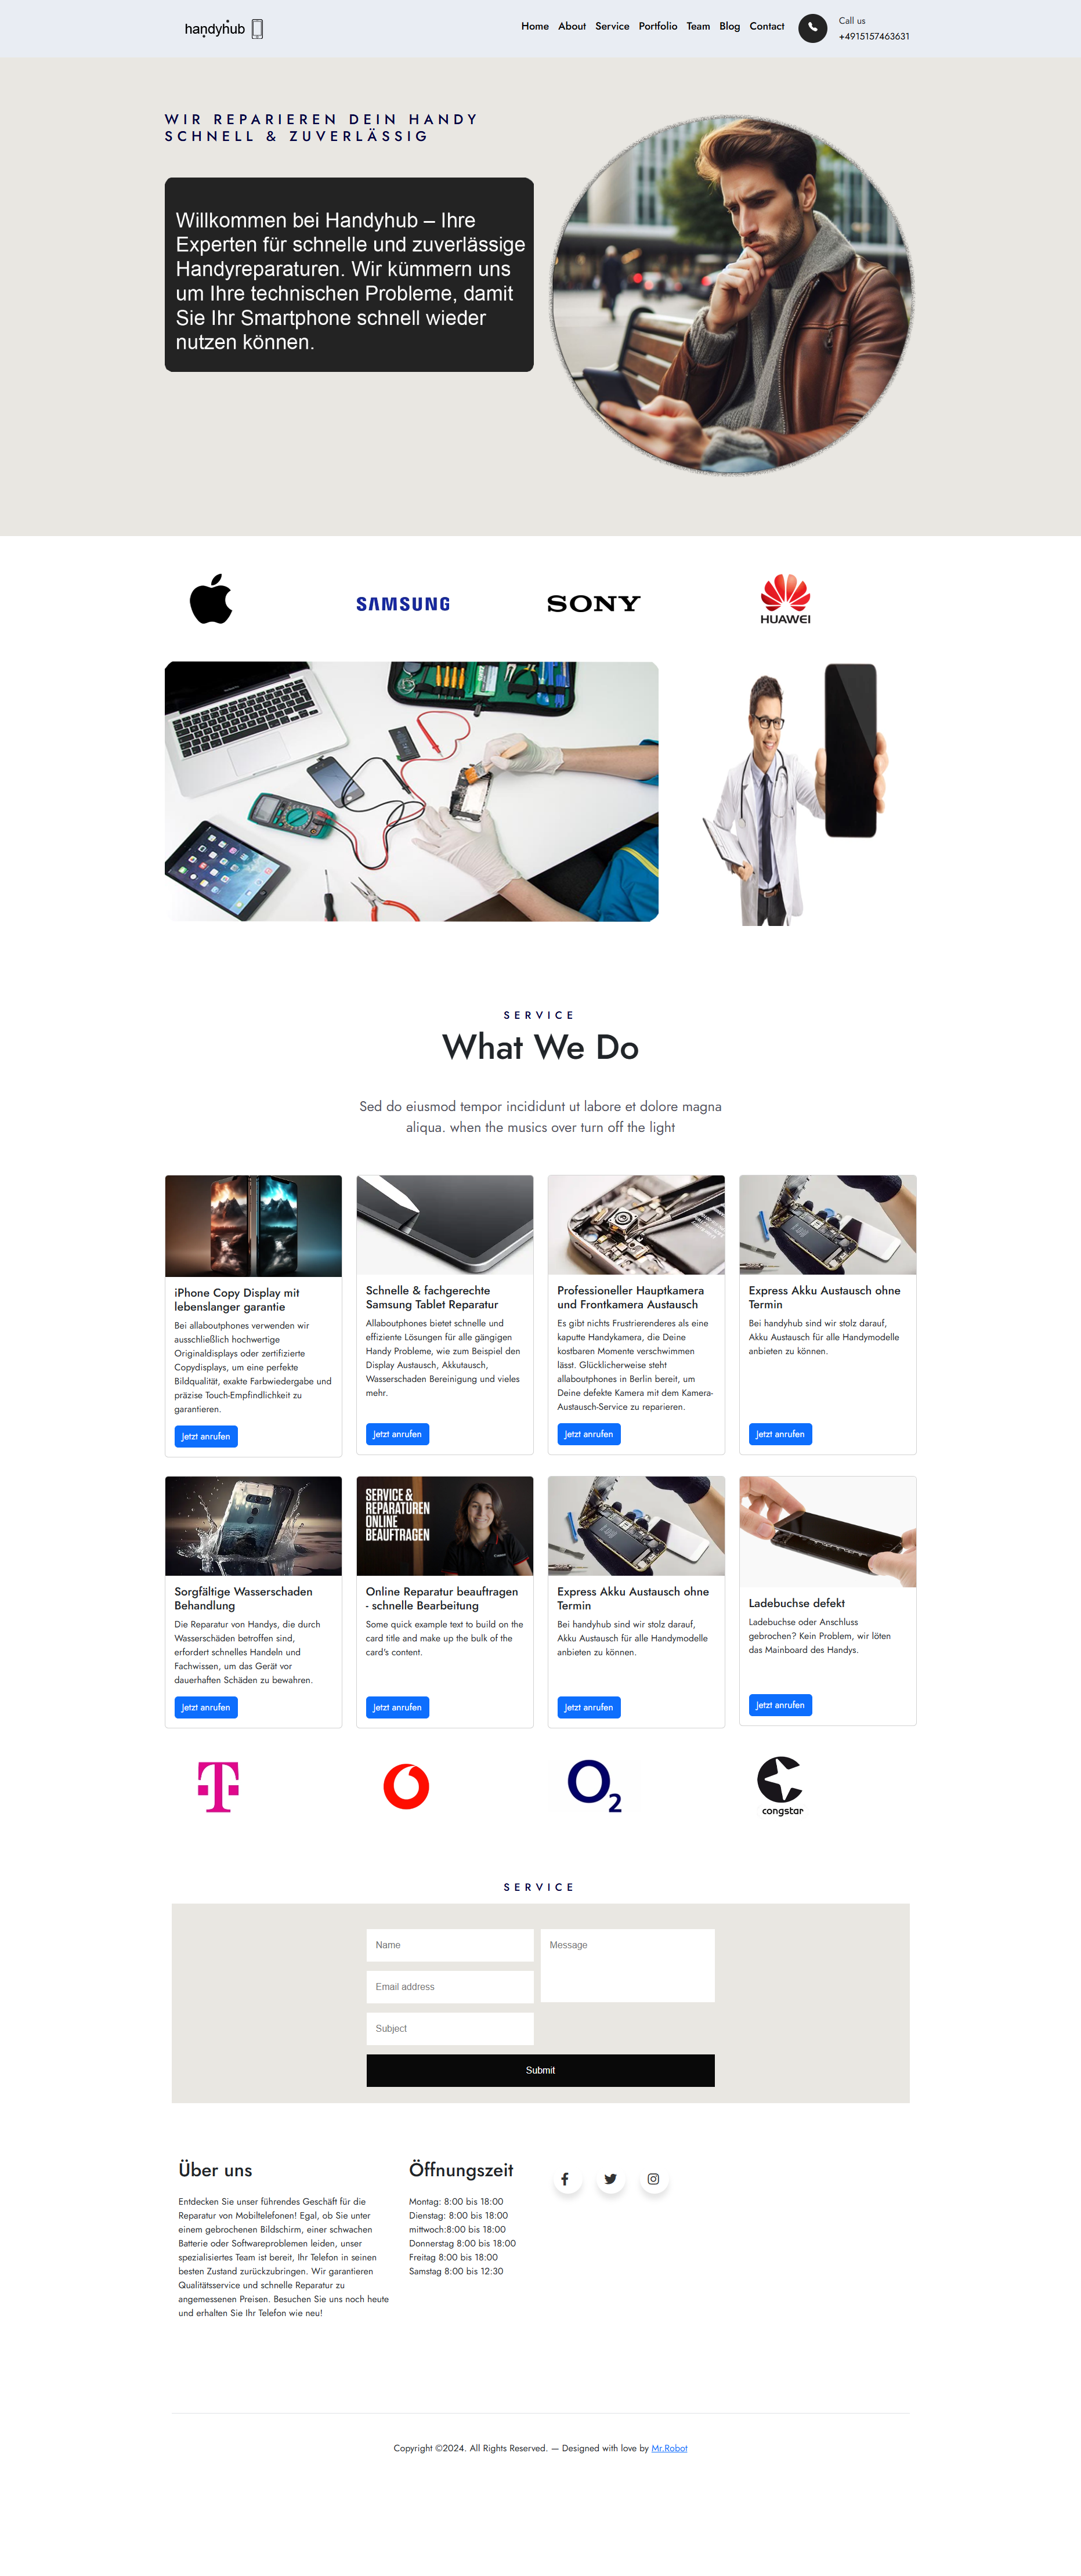 handyhub
Home About Service Portfolio Team Blog Contact
Call us
+4915157463631
WIR REPARIEREN DEIN HANDY
SCHNELL & ZUVERLÄSSIG
Willkommen bei Handyhub – Ihre
Experten für schnelle und zuverlässige
Handyreparaturen. Wir kümmern uns
um Ihre technischen Probleme, damit
Sie Ihr Smartphone schnell wieder
nutzen können.
SAMSUNG
SONY
HUAWEI
SERVICE
What We Do
Sed do eiusmod tempor incididunt ut labore et dolore magna
aliqua. when the musics over turn off the light
iPhone Copy Display mit
lebenslanger garantie
Bei allaboutphones verwenden wir
ausschließlich hochwertige
Originaldisplays oder zertifizierte
Copydisplays, um eine perfekte
Bildqualität, exakte Farbwiedergabe und
präzise Touch-Empfindlichkeit zu
garantieren.
Jetzt anrufen
Schnelle & fachgerechte
Samsung Tablet Reparatur
Allaboutphones bietet schnelle und
effiziente Lösungen für alle gängigen
Handy Probleme, wie zum Beispiel den
Display Austausch, Akkutausch,
Wasserschaden Bereinigung und vieles
mehr.
Jetzt anrufen
Professioneller Hauptkamera
und Frontkamera Austausch
Es gibt nichts Frustrierenderes als eine
kaputte Handykamera, die Deine
kostbaren Momente verschwimmen
lässt. Glücklicherweise steht
allaboutphones in Berlin bereit, um
Deine defekte Kamera mit dem Kamera-
Austausch-Service zu reparieren.
Jetzt anrufen
Express Akku Austausch ohne
Termin
Bei handyhub sind wir stolz darauf,
Akku Austausch für alle Handymodelle
anbieten zu können.
Jetzt anrufen
Sorgfältige Wasserschaden
Behandlung
Die Reparatur von Handys, die durch
Wasserschäden betroffen sind,
erfordert schnelles Handeln und
Fachwissen, um das Gerät vor
dauerhaften Schäden zu bewahren.
Jetzt anrufen
SERVICE &
REPARATUREN
ONLINE
BEAUFTRAGEN
Online Reparatur beauftragen
- schnelle Bearbeitung
Some quick example text to build on the
card title and make up the bulk of the
card's content.
Jetzt anrufen
Express Akku Austausch ohne
Termin
Bei handyhub sind wir stolz darauf,
Akku Austausch für alle Handymodelle
anbieten zu können.
Jetzt anrufen
Ladebuchse defekt
Ladebuchse oder Anschluss
gebrochen? Kein Problem, wir löten
das Mainboard des Handys.
Jetzt anrufen
T
O2
congstar
SERVICE
Name
Message
Email address
Subject
Submit
Über uns
Entdecken Sie unser führendes Geschäft für die
Reparatur von Mobiltelefonen! Egal, ob Sie unter
einem gebrochenen Bildschirm, einer schwachen
Batterie oder Softwareproblemen leiden, unser
spezialisiertes Team ist bereit, Ihr Telefon in seinen
besten Zustand zurückzubringen. Wir garantieren
Qualitätsservice und schnelle Reparatur zu
angemessenen Preisen. Besuchen Sie uns noch heute
und erhalten Sie Ihr Telefon wie neu!
Öffnungszeit
Montag: 8:00 bis 18:00
Dienstag: 8:00 bis 18:00
mittwoch:8:00 bis 18:00
Donnerstag 8:00 bis 18:00
Freitag 8:00 bis 18:00
Samstag 8:00 bis 12:30
Copyright ©2024. All Rights Reserved. — Designed with love by Mr.Robot